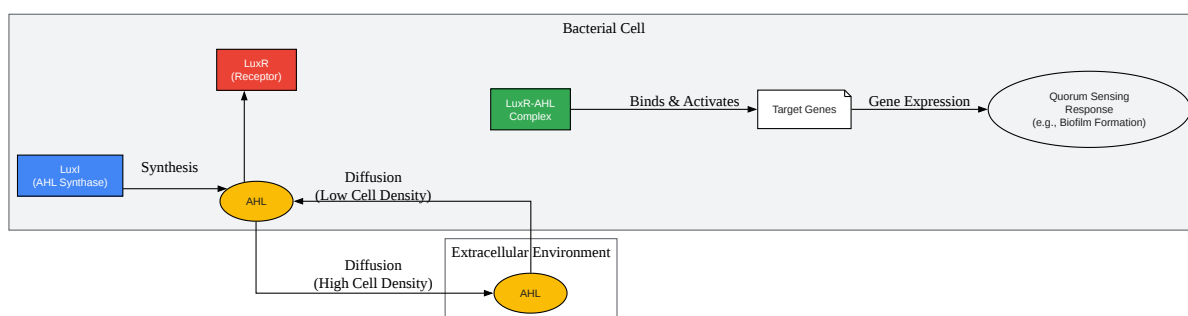 Bacterial Cell
LuxR
(Receptor)
LuxR-AHL
Complex
Binds & Activates
Target Genes
Gene Expression
Quorum Sensing
Response
(e.g., Biofilm Formation)
LuxI
(AHL Synthase)
Synthesis
AHL
Diffusion
(Low Cell Density)
Extracellular Environment
Diffusion
(High Cell Density)
AHL